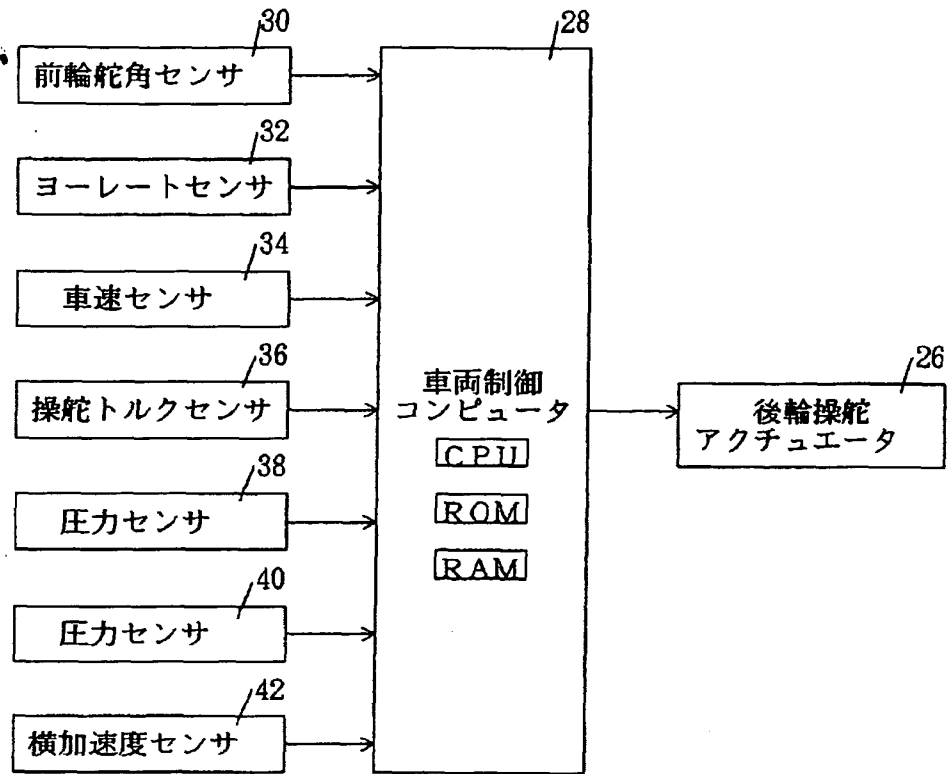 30
前輪舵角センサ
32
ヨーレートセンサ
34
車速センサ
36
操舵トルクセンサ
38
圧力センサ
40
圧力センサ
42
横加速度センサ
28
車両制御
コンピュータ
CPU
ROM
RAM
26
後輪操舵
アクチュエータ